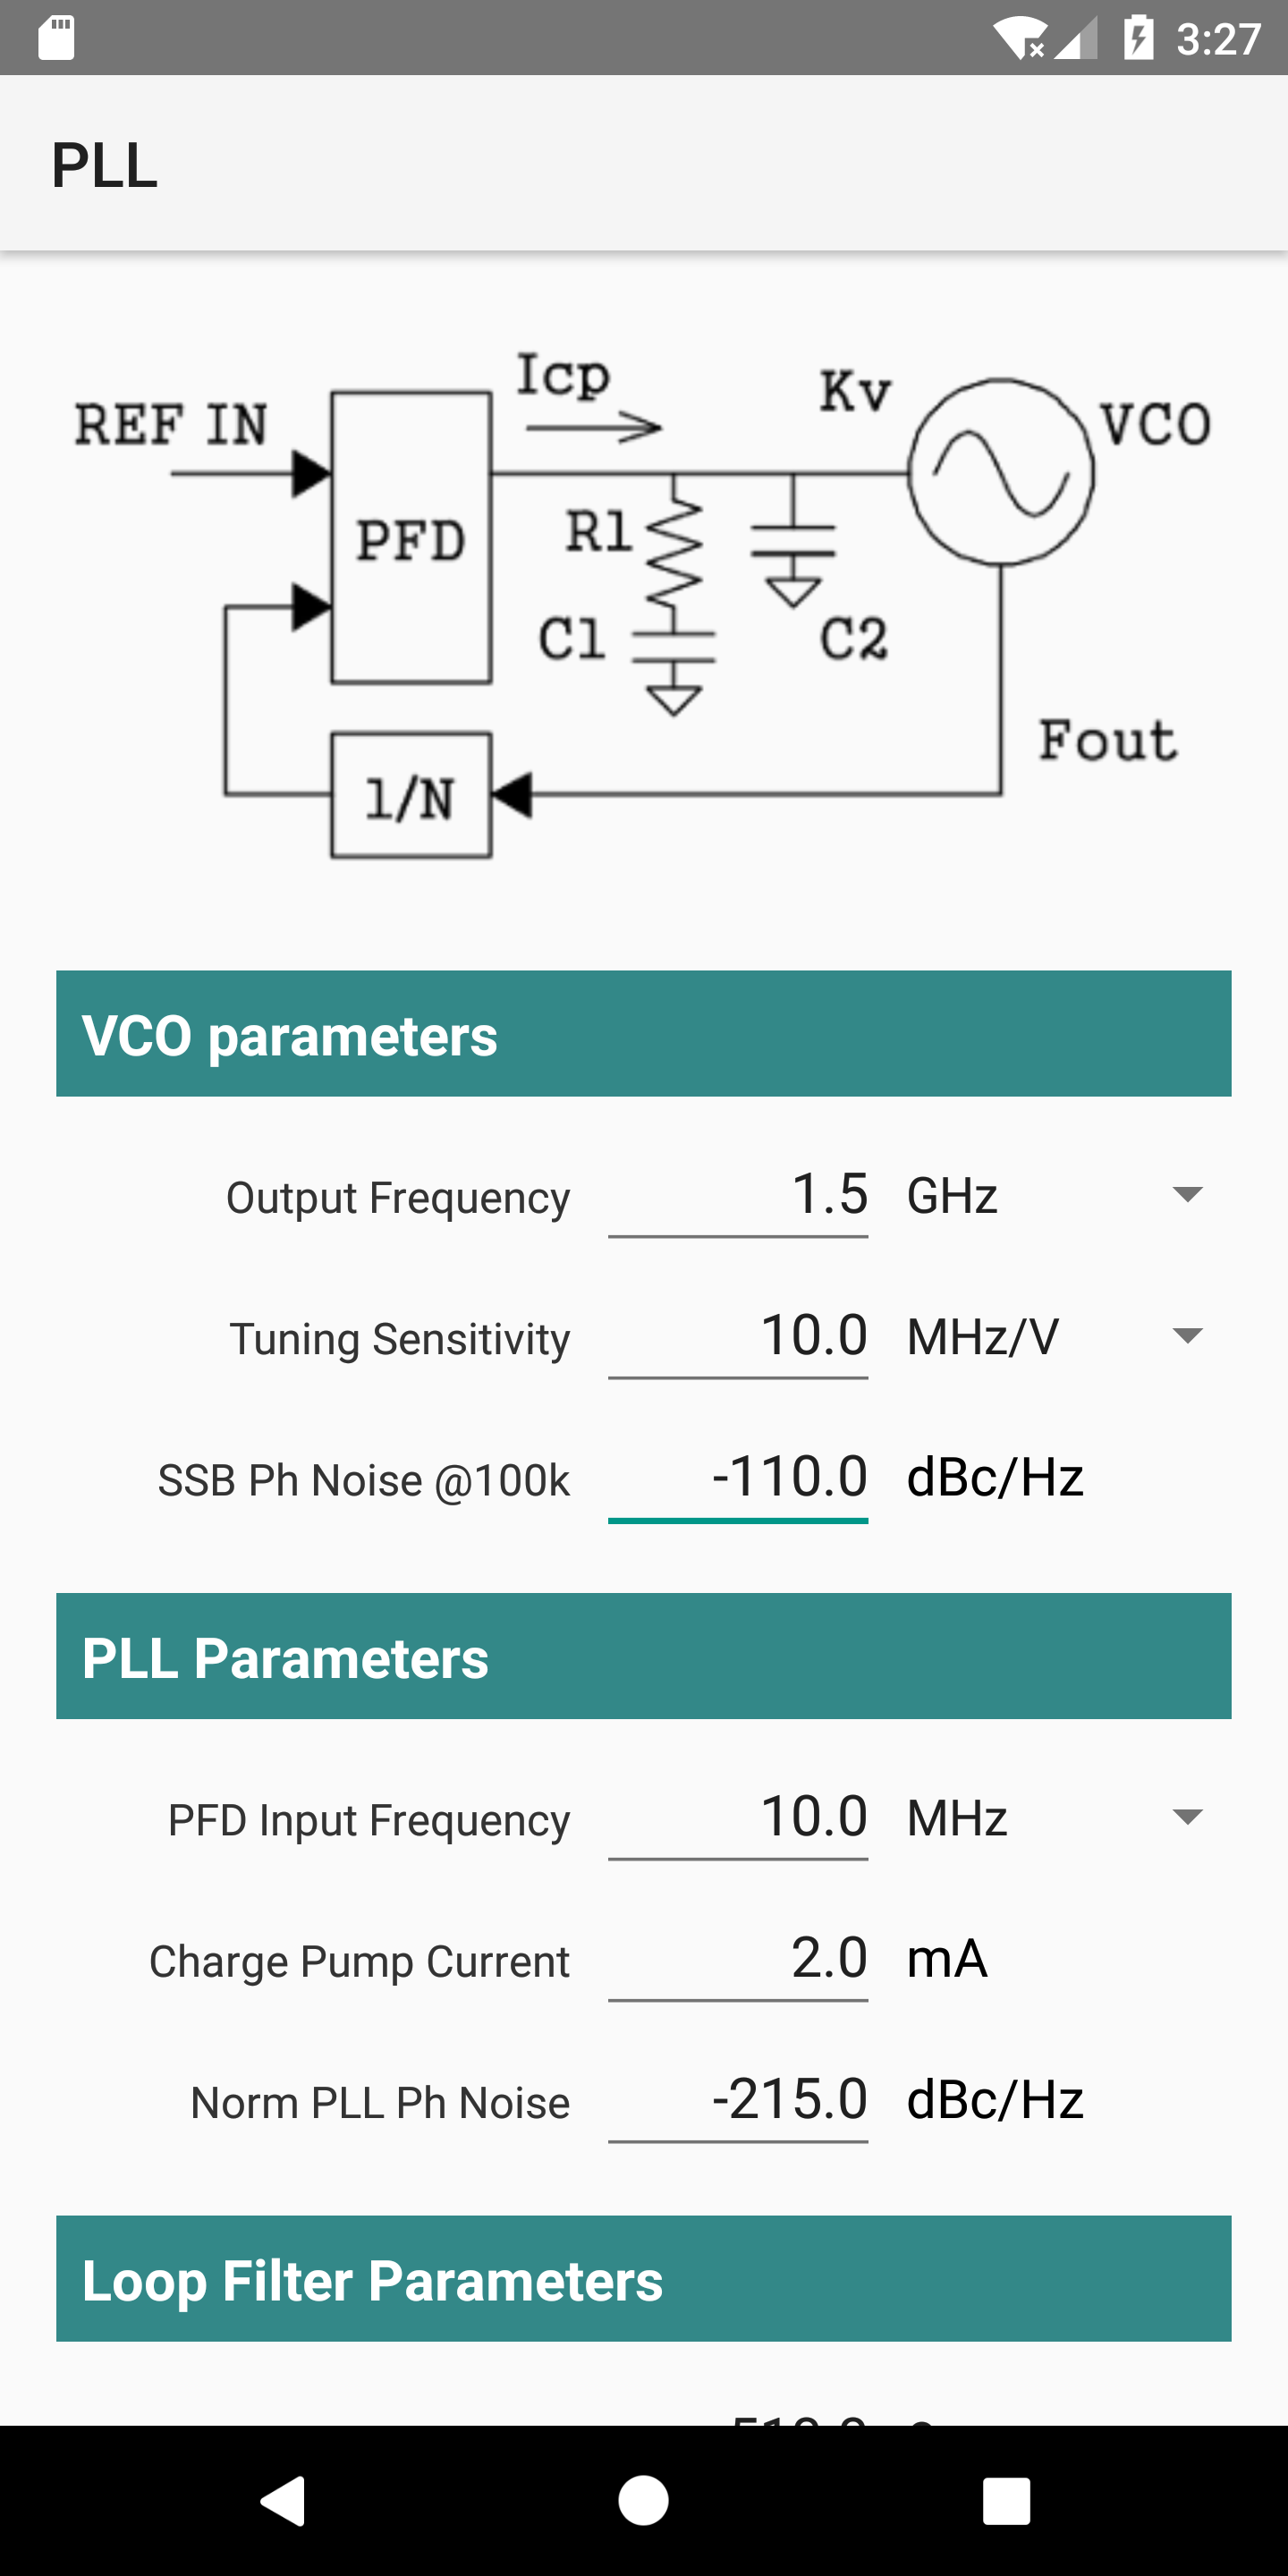 3:27
PLL
Icp
Kv
REF IN
VCO
PFD
R1
C1
C2
Fout
1/N
VCO parameters
Output Frequency 1.5 GHz
Tuning Sensitivity 10.0 MHz/V
SSB Ph Noise @100k -110.0 dBc/Hz
PLL Parameters
PFD Input Frequency 10.0 MHz
Charge Pump Current 2.0 mA
Norm PLL Ph Noise -215.0 dBc/Hz
Loop Filter Parameters